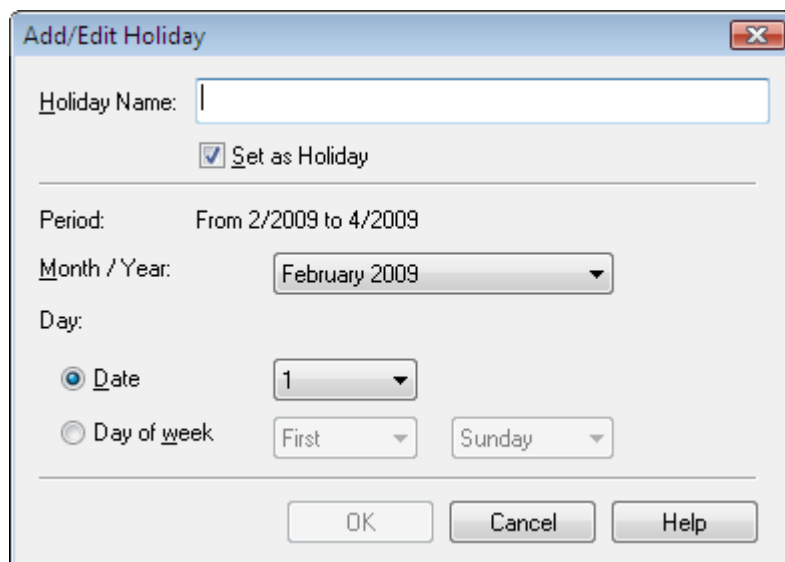 Add/Edit Holiday
Holiday Name:
Set as Holiday
Period: From 2/2009 to 4/2009
Month / Year: February 2009
Day:
Date 1
Day of week First Sunday
OK Cancel Help